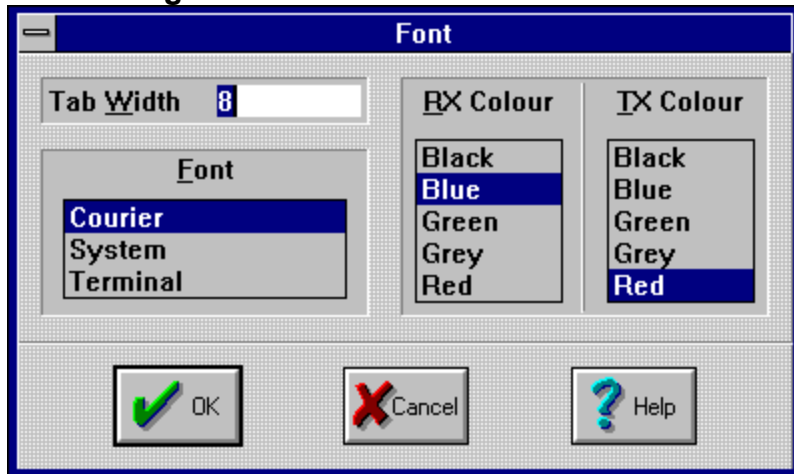 Font
Tab Width 8
Font
Courier
System
Terminal
RX Colour
Black
Blue
Green
Grey
Red
TX Colour
Black
Blue
Green
Grey
Red
OK
Cancel
Help